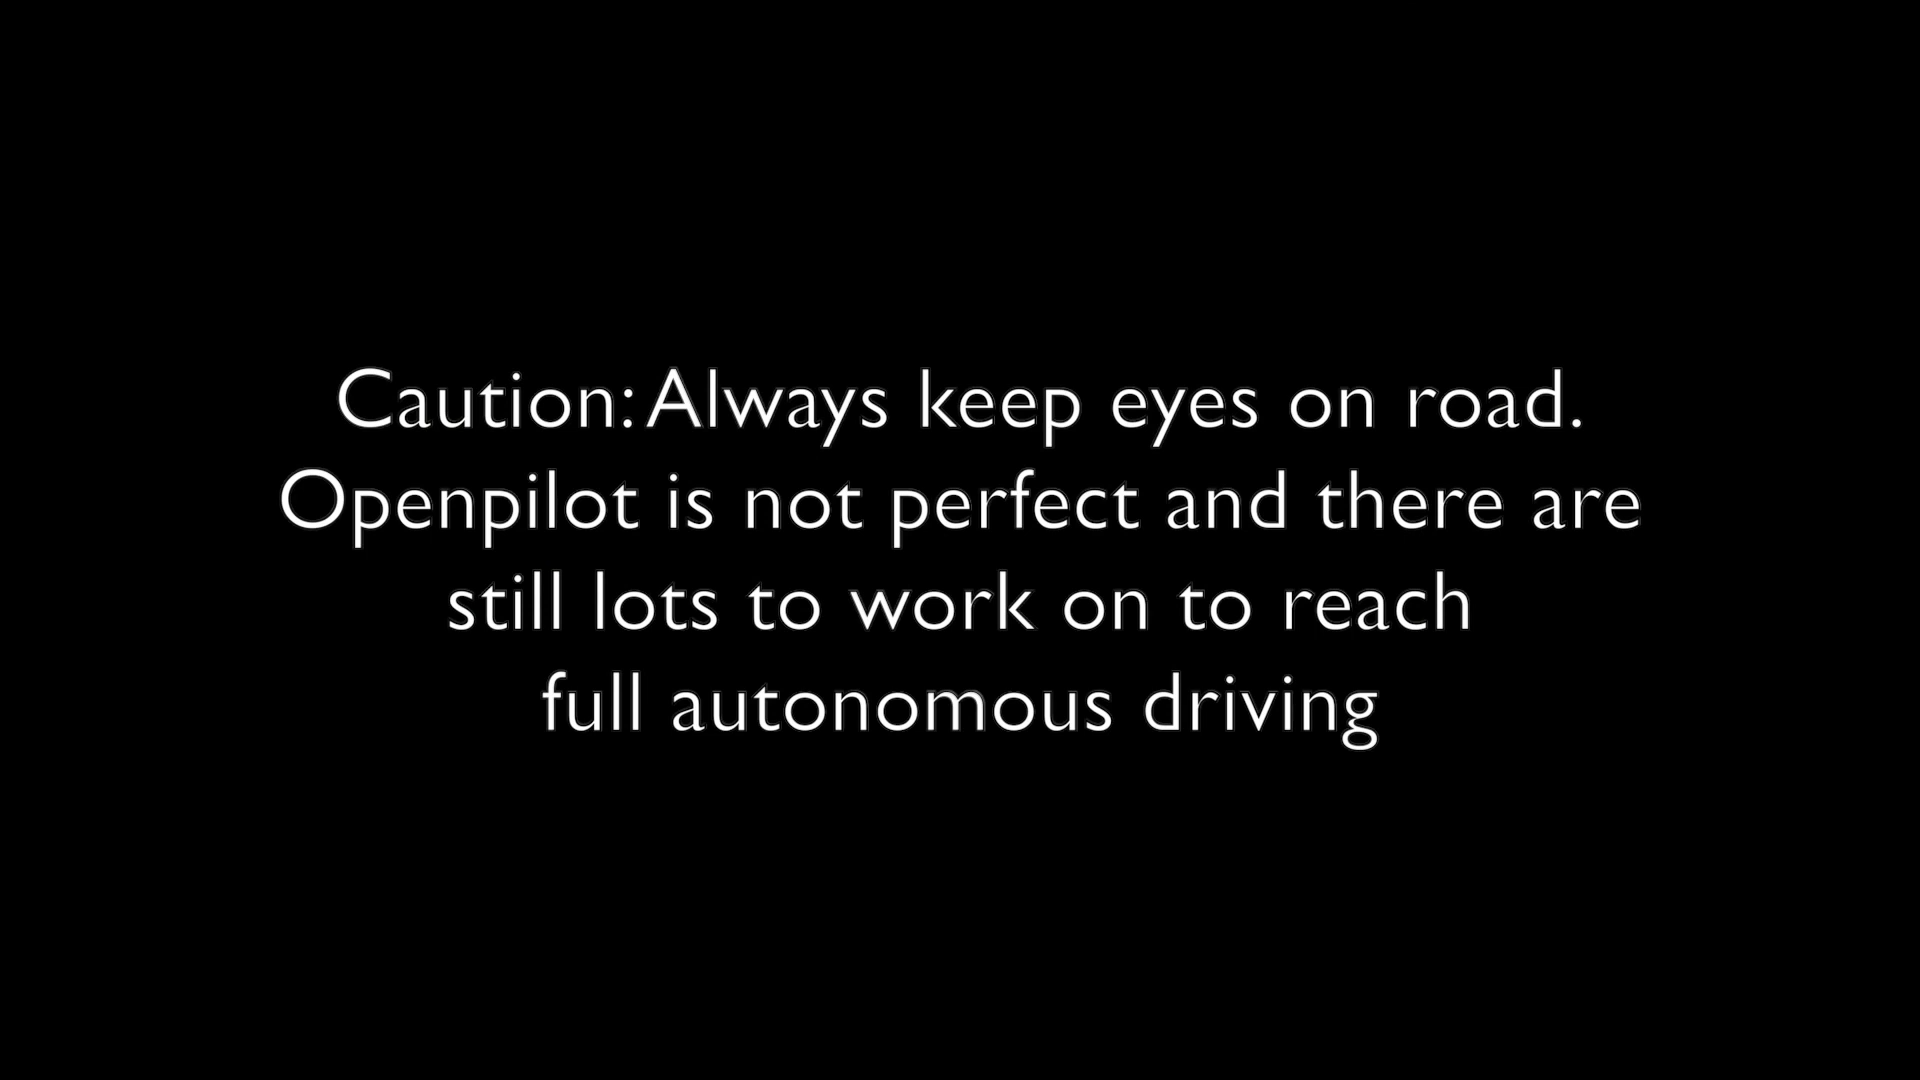 Caution: Always keep eyes on road.
Openpilot is not perfect and there are
still lots to work on to reach
full autonomous driving